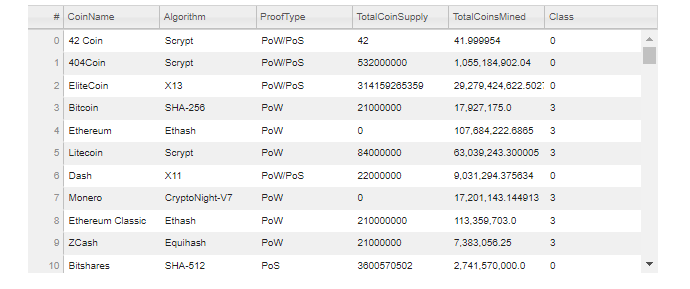 # CoinName Algorithm ProofType TotalCoinSupply TotalCoinsMined Class
0 42 Coin Scrypt PoW/PoS 42 41.999954 0
1 404Coin Scrypt PoW/PoS 532000000 1,055,184,902.04 0
2 EliteCoin X13 PoW/PoS 314159265359 29,279,424,622.502 0
3 Bitcoin SHA-256 PoW 21000000 17,927,175.0 3
4 Ethereum Ethash PoW 0 107,684,222.6865 3
5 Litecoin Scrypt PoW 84000000 63,039,243.300005 3
6 Dash X11 PoW/PoS 22000000 9,031,294.375634 0
7 Monero CryptoNight-V7 PoW 0 17,201,143.144913 3
8 Ethereum Classic Ethash PoW 210000000 113,359,703.0 3
9 ZCash Equihash PoW 21000000 7,383,056.25 3
10 Bitshares SHA-512 PoS 3600570502 2,741,570,000.0 0